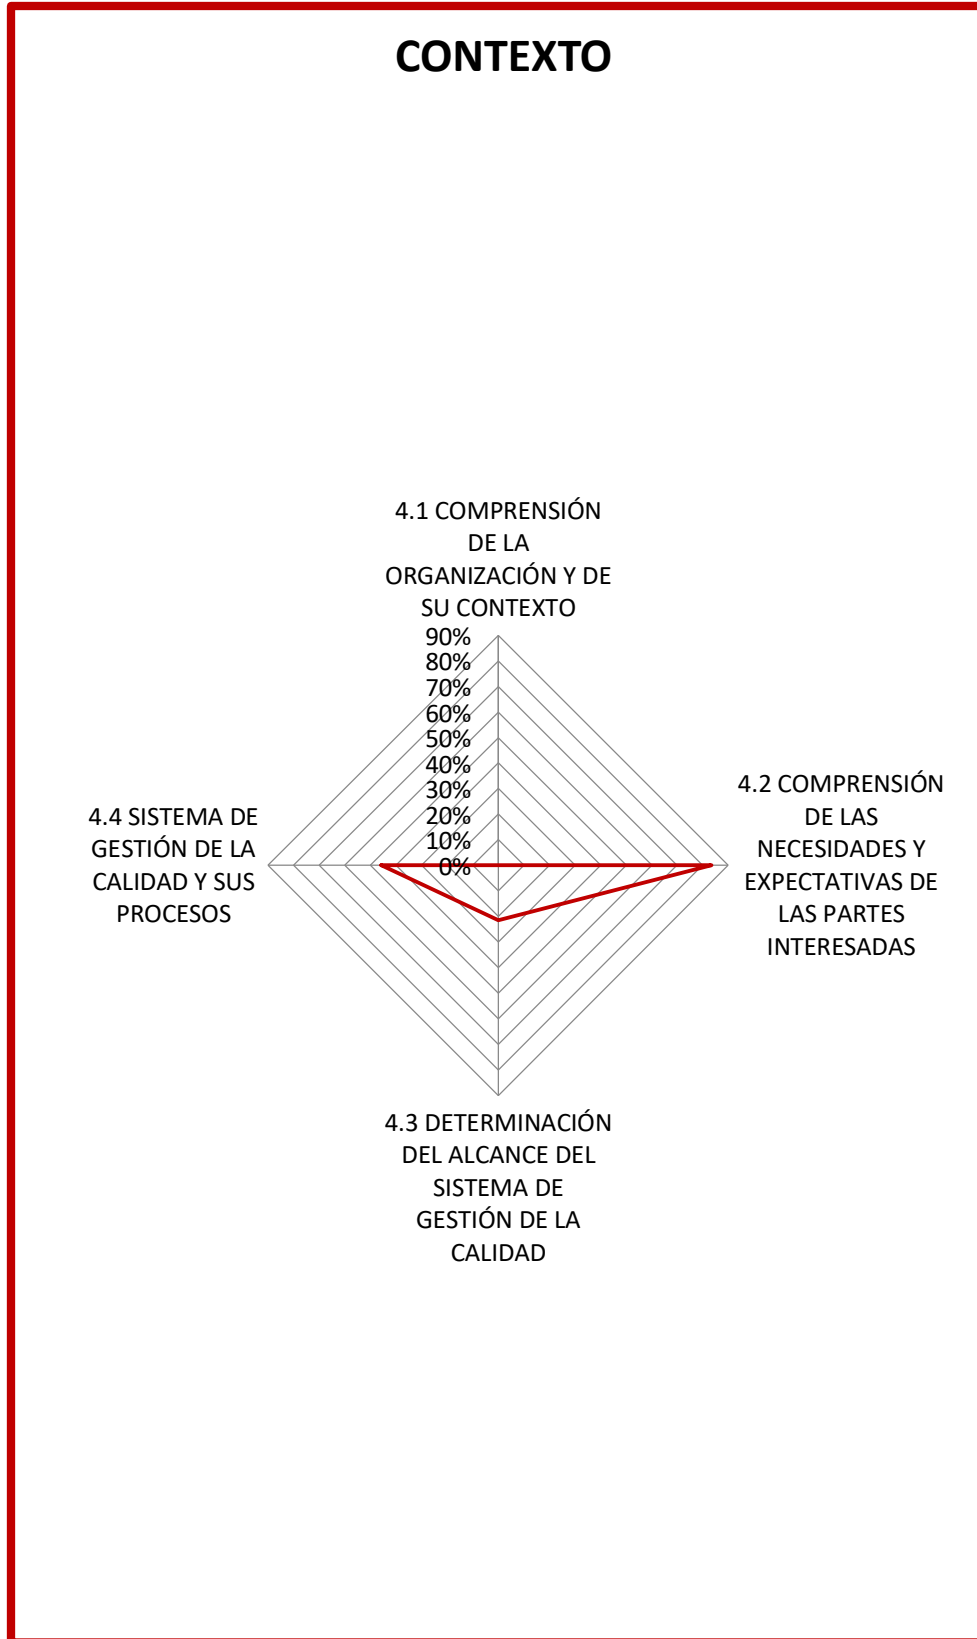 CONTEXTO
4.1 COMPRENSIÓN
DE LA
ORGANIZACIÓN Y DE
SU CONTEXTO
90%
80%
70%
60%
50%
40%
30%
20%
10%
0%
4.2 COMPRENSIÓN
DE LAS
NECESIDADES Y
EXPECTATIVAS DE
LAS PARTES
INTERESADAS
4.4 SISTEMA DE
GESTIÓN DE LA
CALIDAD Y SUS
PROCESOS
4.3 DETERMINACIÓN
DEL ALCANCE DEL
SISTEMA DE
GESTIÓN DE LA
CALIDAD